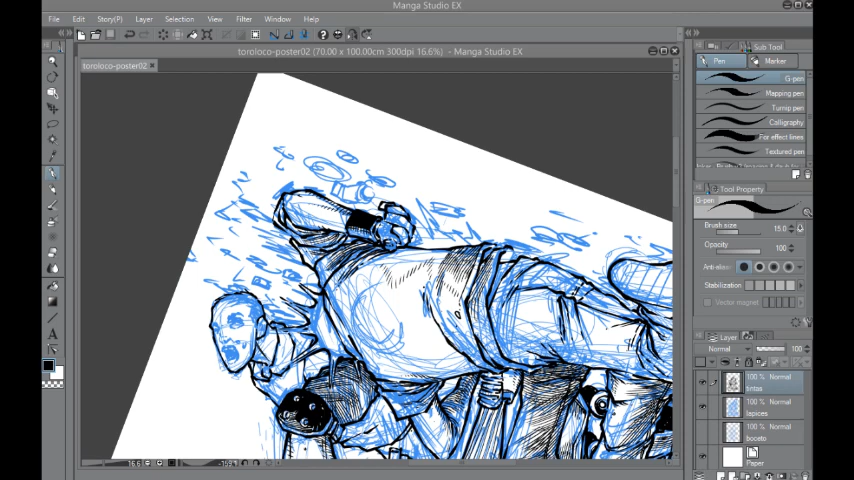 Manga Studio EX
File Edit Story(P) Layer Selection View Filter Window Help
toroloco-poster02 (70.00 x 100.00cm 300dpi 16.6%) - Manga Studio EX
toroloco-poster02
Sub Tool
Pen Marker
G-pen
Mapping pen
Turnip pen
Calligraphy
For effect lines
Textured pen
Tool Property
G-pen
Brush size 15.0
Opacity 100
Anti-aliasing
Stabilization
Vector magnet
Layer
Normal 100
100 % Normal
tintas
100 % Normal
lapices
100 % Normal
boceto
Paper
16.6